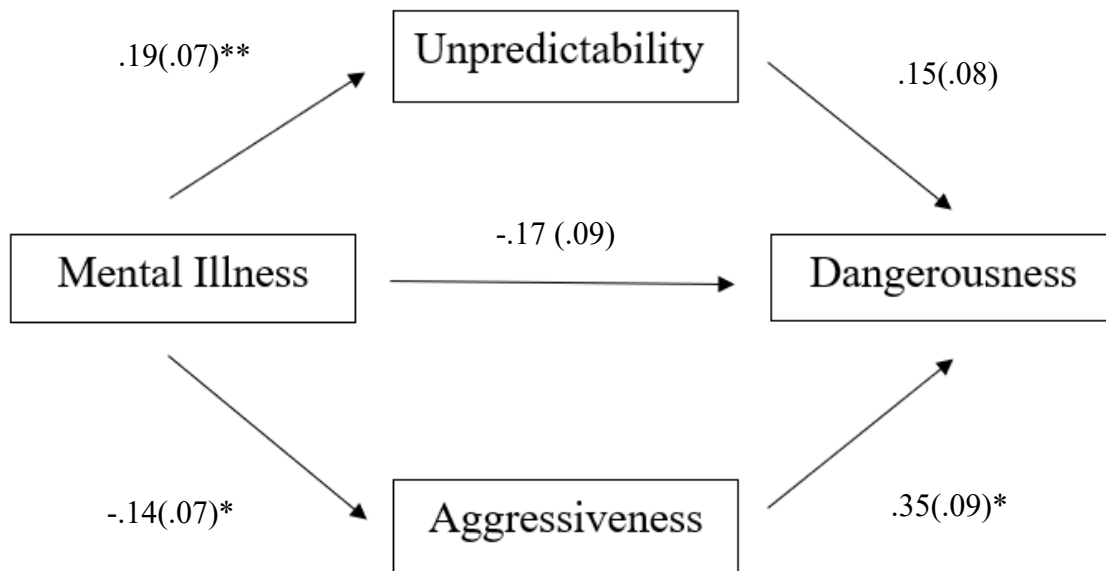 .19(.07)**
Unpredictability
.15(.08)
-.17 (.09)
Mental Illness
Dangerousness
-.14(.07)*
Aggressiveness
.35(.09)*